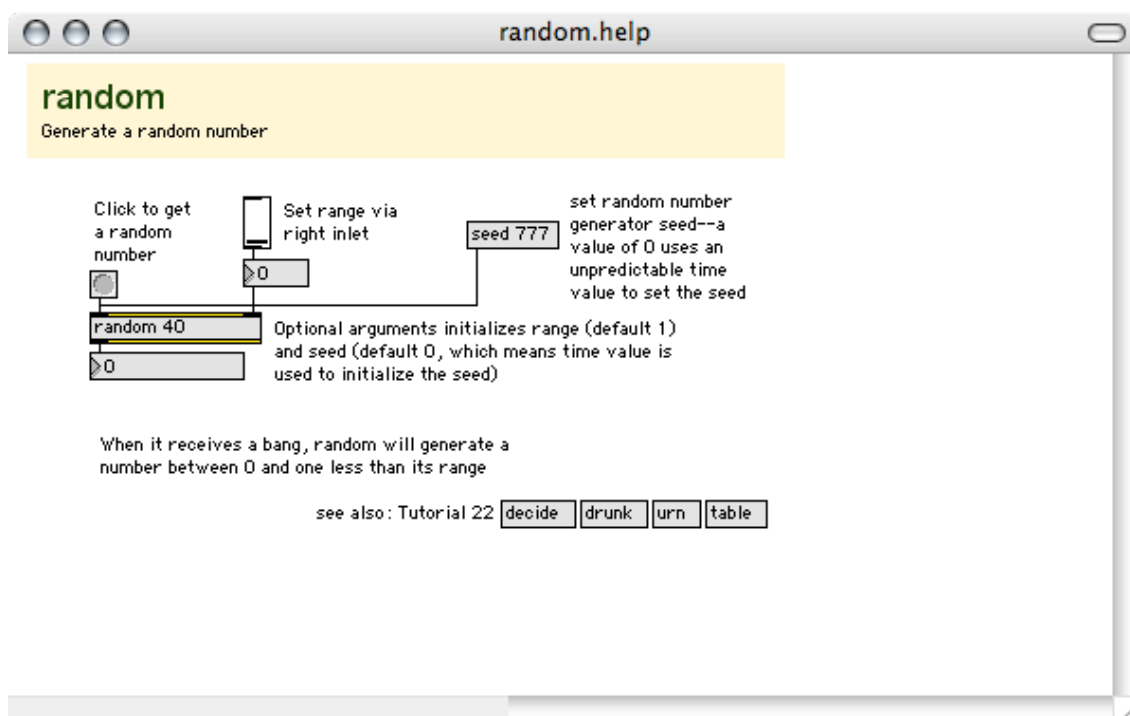 random.help
random
Generate a random number
Click to get
a random
number
Set range via
right inlet
seed 777
set random number
generator seed--a
value of 0 uses an
unpredictable time
value to set the seed
0
random 40
Optional arguments initializes range (default 1)
and seed (default 0, which means time value is
used to initialize the seed)
0
When it receives a bang, random will generate a
number between 0 and one less than its range
see also: Tutorial 22 decide drunk urn table